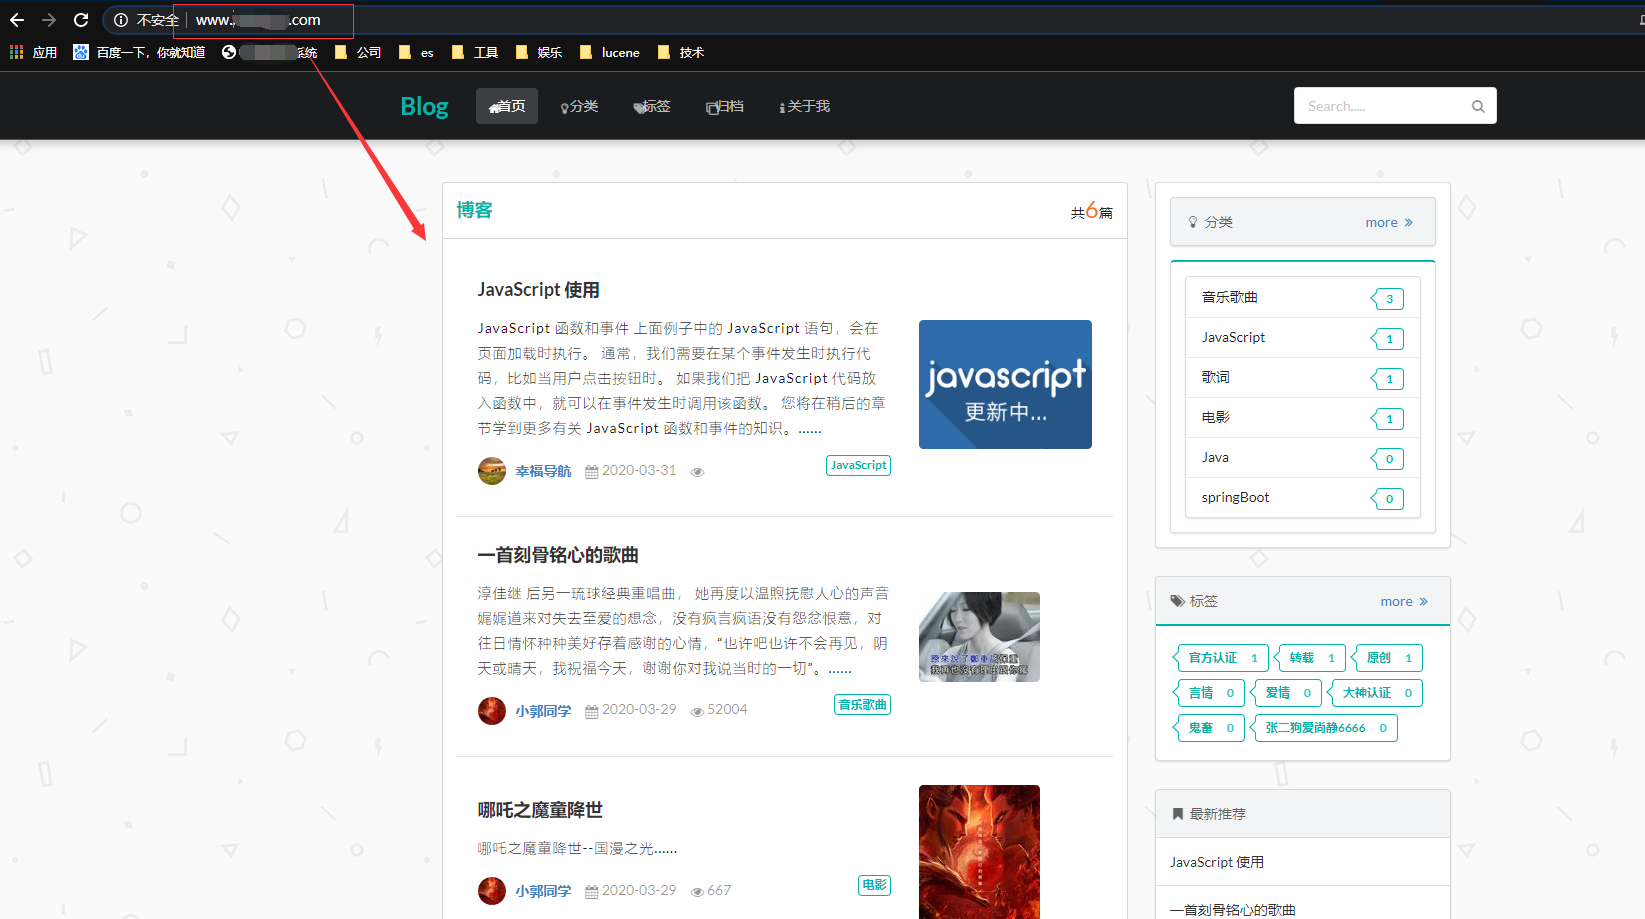 不安全 www. .com
应用 百度一下，你就知道 系统 公司 es 工具 娱乐 lucene 技术
Blog 首页 分类 标签 归档 关于我 Search.....
博客 共6篇
JavaScript 使用
JavaScript 函数和事件 上面例子中的 JavaScript 语句，会在
页面加载时执行。 通常，我们需要在某个事件发生时执行代
码，比如当用户点击按钮时。 如果我们把 JavaScript 代码放
入函数中，就可以在事件发生时调用该函数。 您将在稍后的章
节学到更多有关 JavaScript 函数和事件的知识。......
幸福导航 2020-03-31 JavaScript
javascript
更新中...
一首刻骨铭心的歌曲
淳佳继 后另一琉球经典重唱曲， 她再度以温煦抚慰人心的声音
娓娓道来对失去至爱的想念，没有疯言疯语没有怨忿恨意，对
往日情怀种种美好存着感谢的心情，“也许吧也许不会再见，阴
天或晴天，我祝福今天，谢谢你对我说当时的一切”。......
小郭同学 2020-03-29 52004 音乐歌曲
哪吒之魔童降世
哪吒之魔童降世--国漫之光......
小郭同学 2020-03-29 667 电影
分类 more »
音乐歌曲 3
JavaScript 1
歌词 1
电影 1
Java 0
springBoot 0
标签 more »
官方认证 1 转载 1 原创 1
言情 0 爱情 0 大神认证 0
鬼畜 0 张二狗爱尚静6666 0
最新推荐
JavaScript 使用
一首刻骨铭心的歌曲